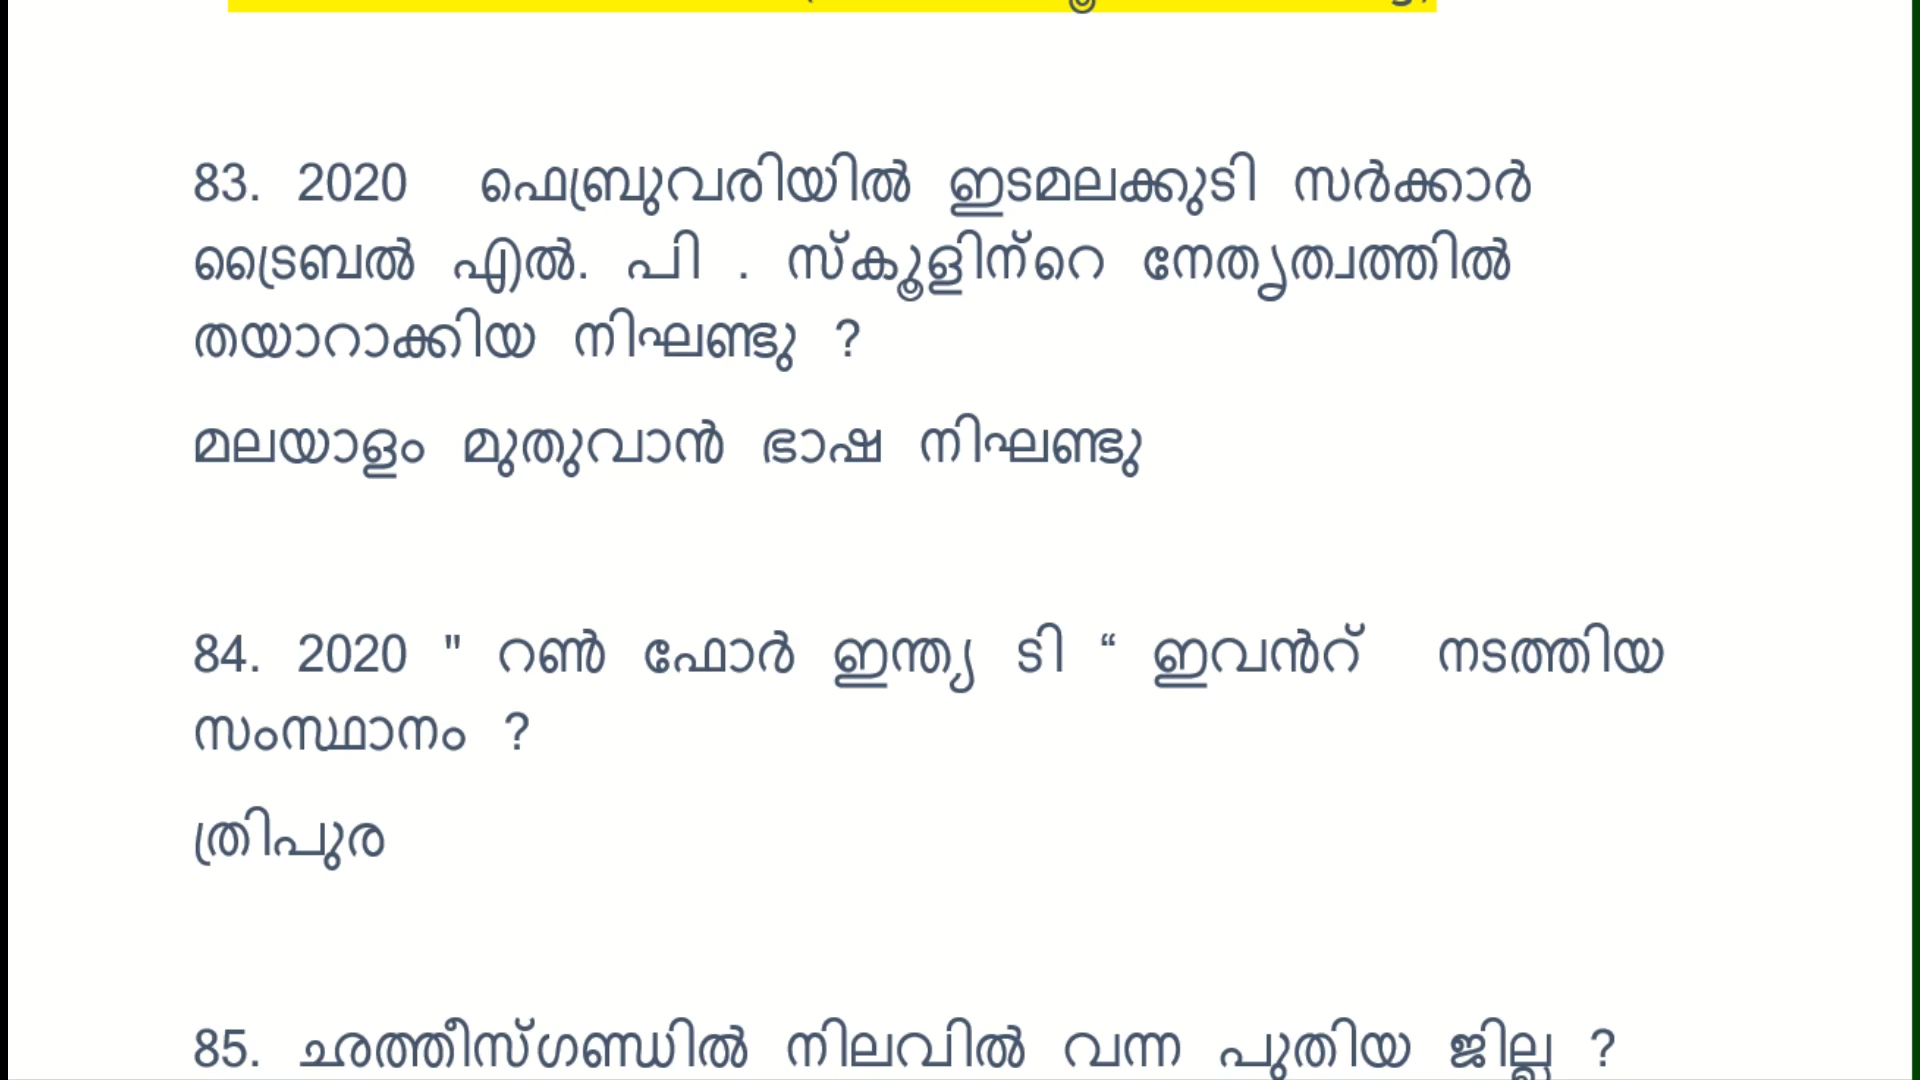 83. 2020 ഫെബ്രുവരിയിൽ ഇടമലക്കുടി സർക്കാർ
ട്രൈബൽ എൽ. പി . സ്കൂളിന്റെ നേതൃത്വത്തിൽ
തയാറാക്കിയ നിഘണ്ടു ?
മലയാളം മുതുവാൻ ഭാഷ നിഘണ്ടു
84. 2020 " റൺ ഫോർ ഇന്ത്യ ടി “ ഇവൻറ് നടത്തിയ
സംസ്ഥാനം ?
ത്രിപുര
85. ഛത്തീസ്ഗണ്ഡിൽ നിലവിൽ വന്ന പുതിയ ജില്ല ?